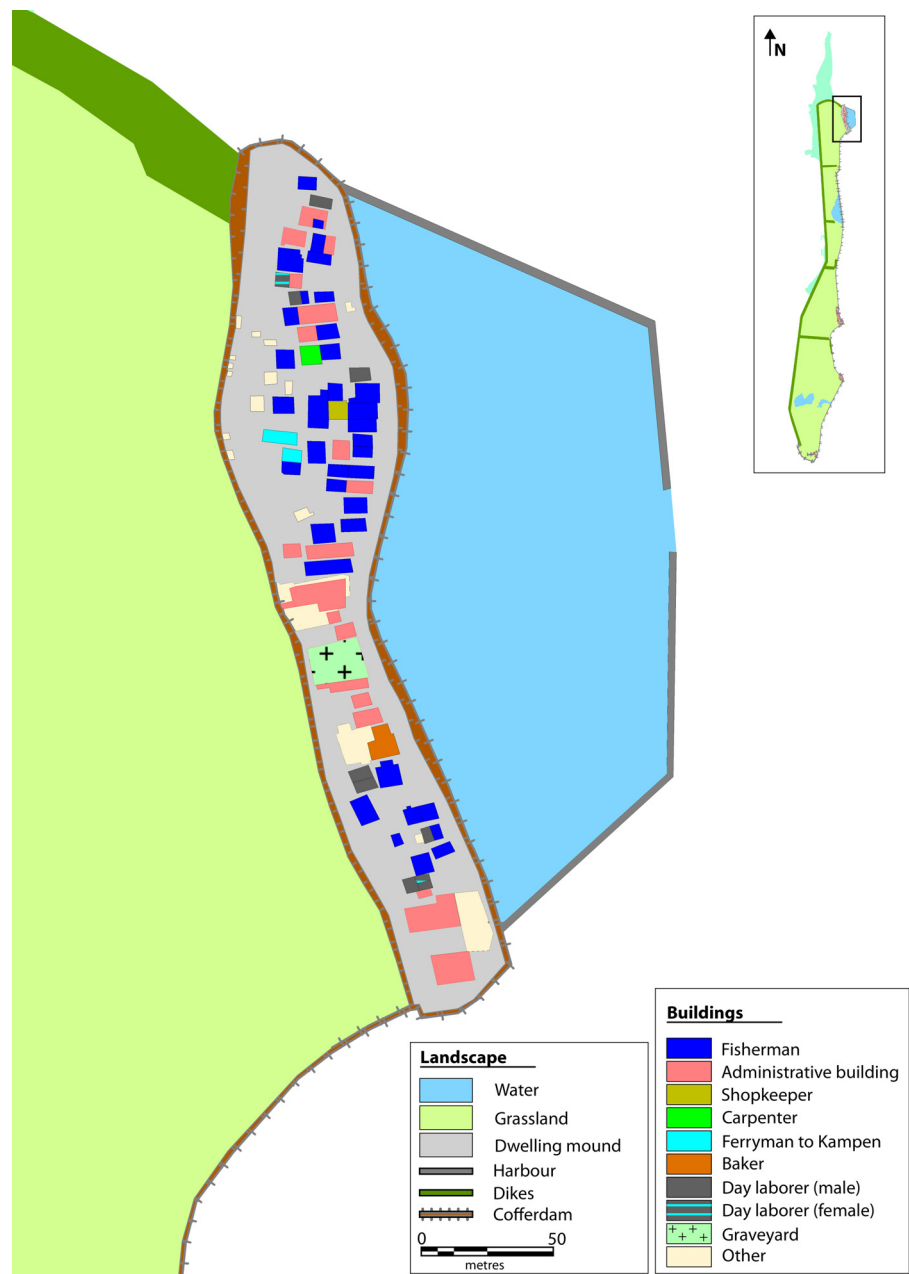 N
Landscape
Water
Grassland
Dwelling mound
Harbour
Dikes
Cofferdam
0 50
metres
Buildings
Fisherman
Administrative building
Shopkeeper
Carpenter
Ferryman to Kampen
Baker
Day laborer (male)
Day laborer (female)
Graveyard
Other